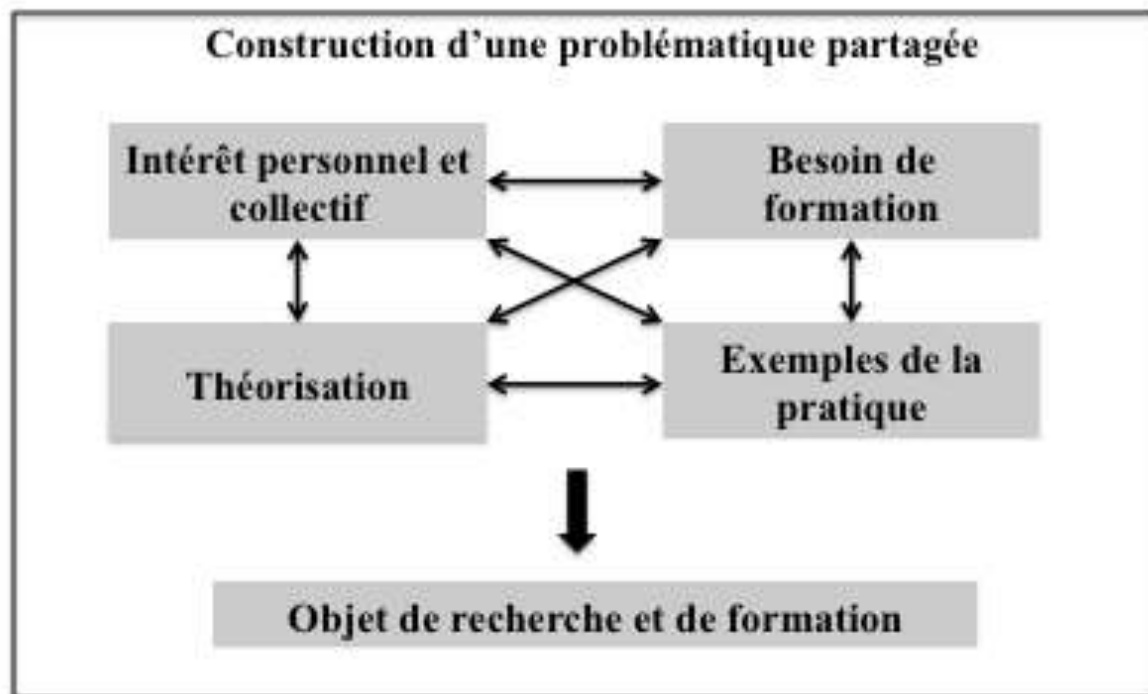 Construction d’une problématique partagée
Intérêt personnel et
collectif
Besoin de
formation
Théorisation
Exemples de la
pratique
Objet de recherche et de formation